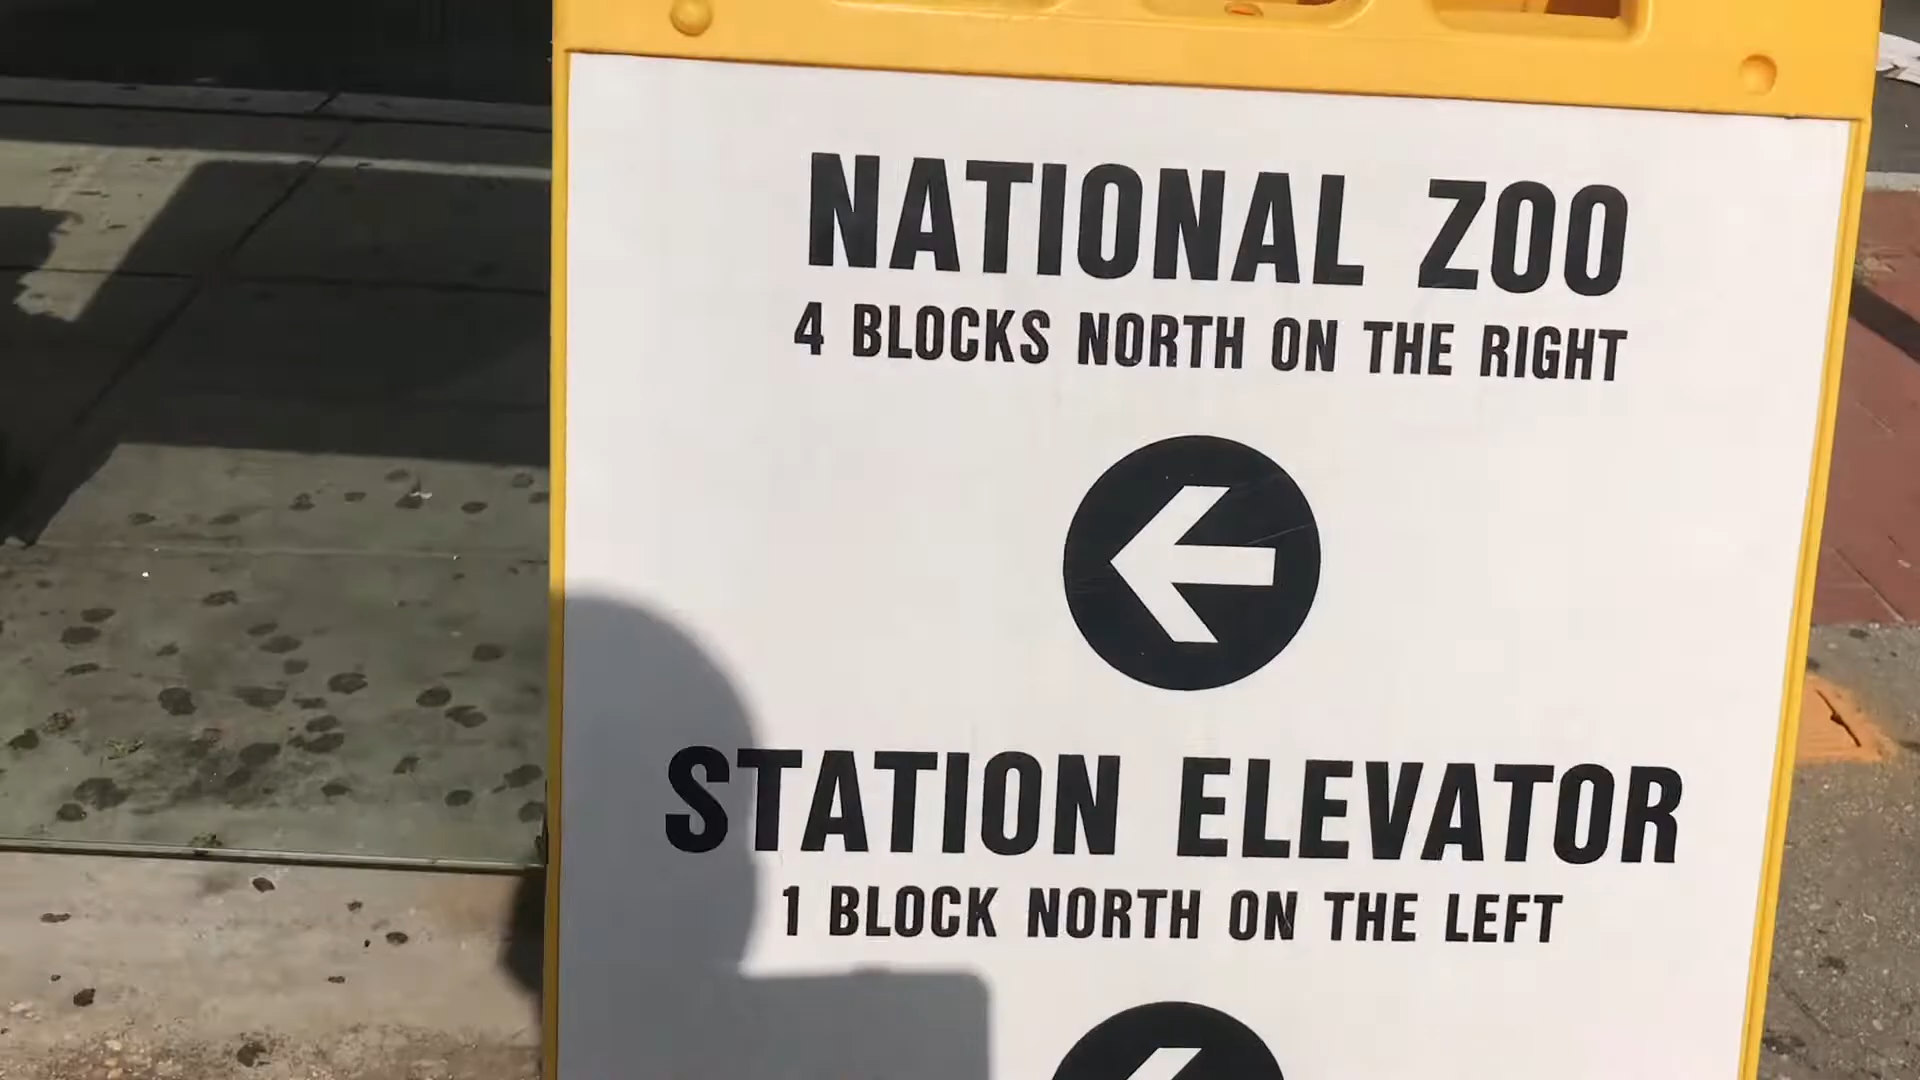 NATIONAL ZOO
4 BLOCKS NORTH ON THE RIGHT
STATION ELEVATOR
1 BLOCK NORTH ON THE LEFT